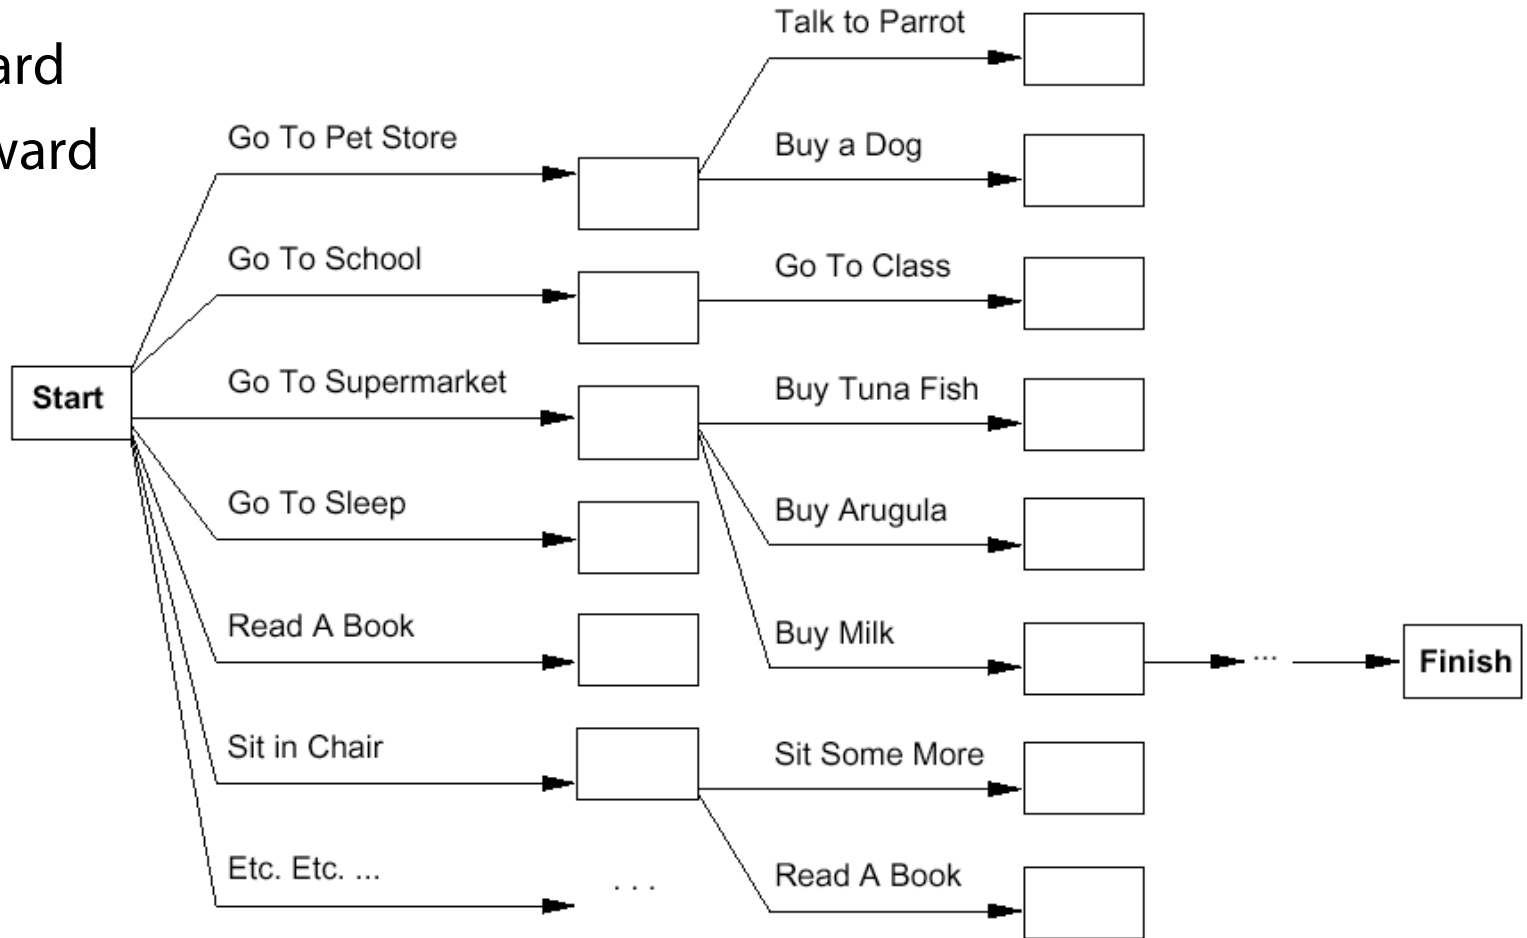 ard
ward
Talk to Parrot
Go To Pet Store
Buy a Dog
Go To School
Go To Class
Start
Go To Supermarket
Buy Tuna Fish
Go To Sleep
Buy Arugula
Read A Book
Buy Milk
...
Finish
Sit in Chair
Sit Some More
Etc. Etc. ...
. . .
Read A Book